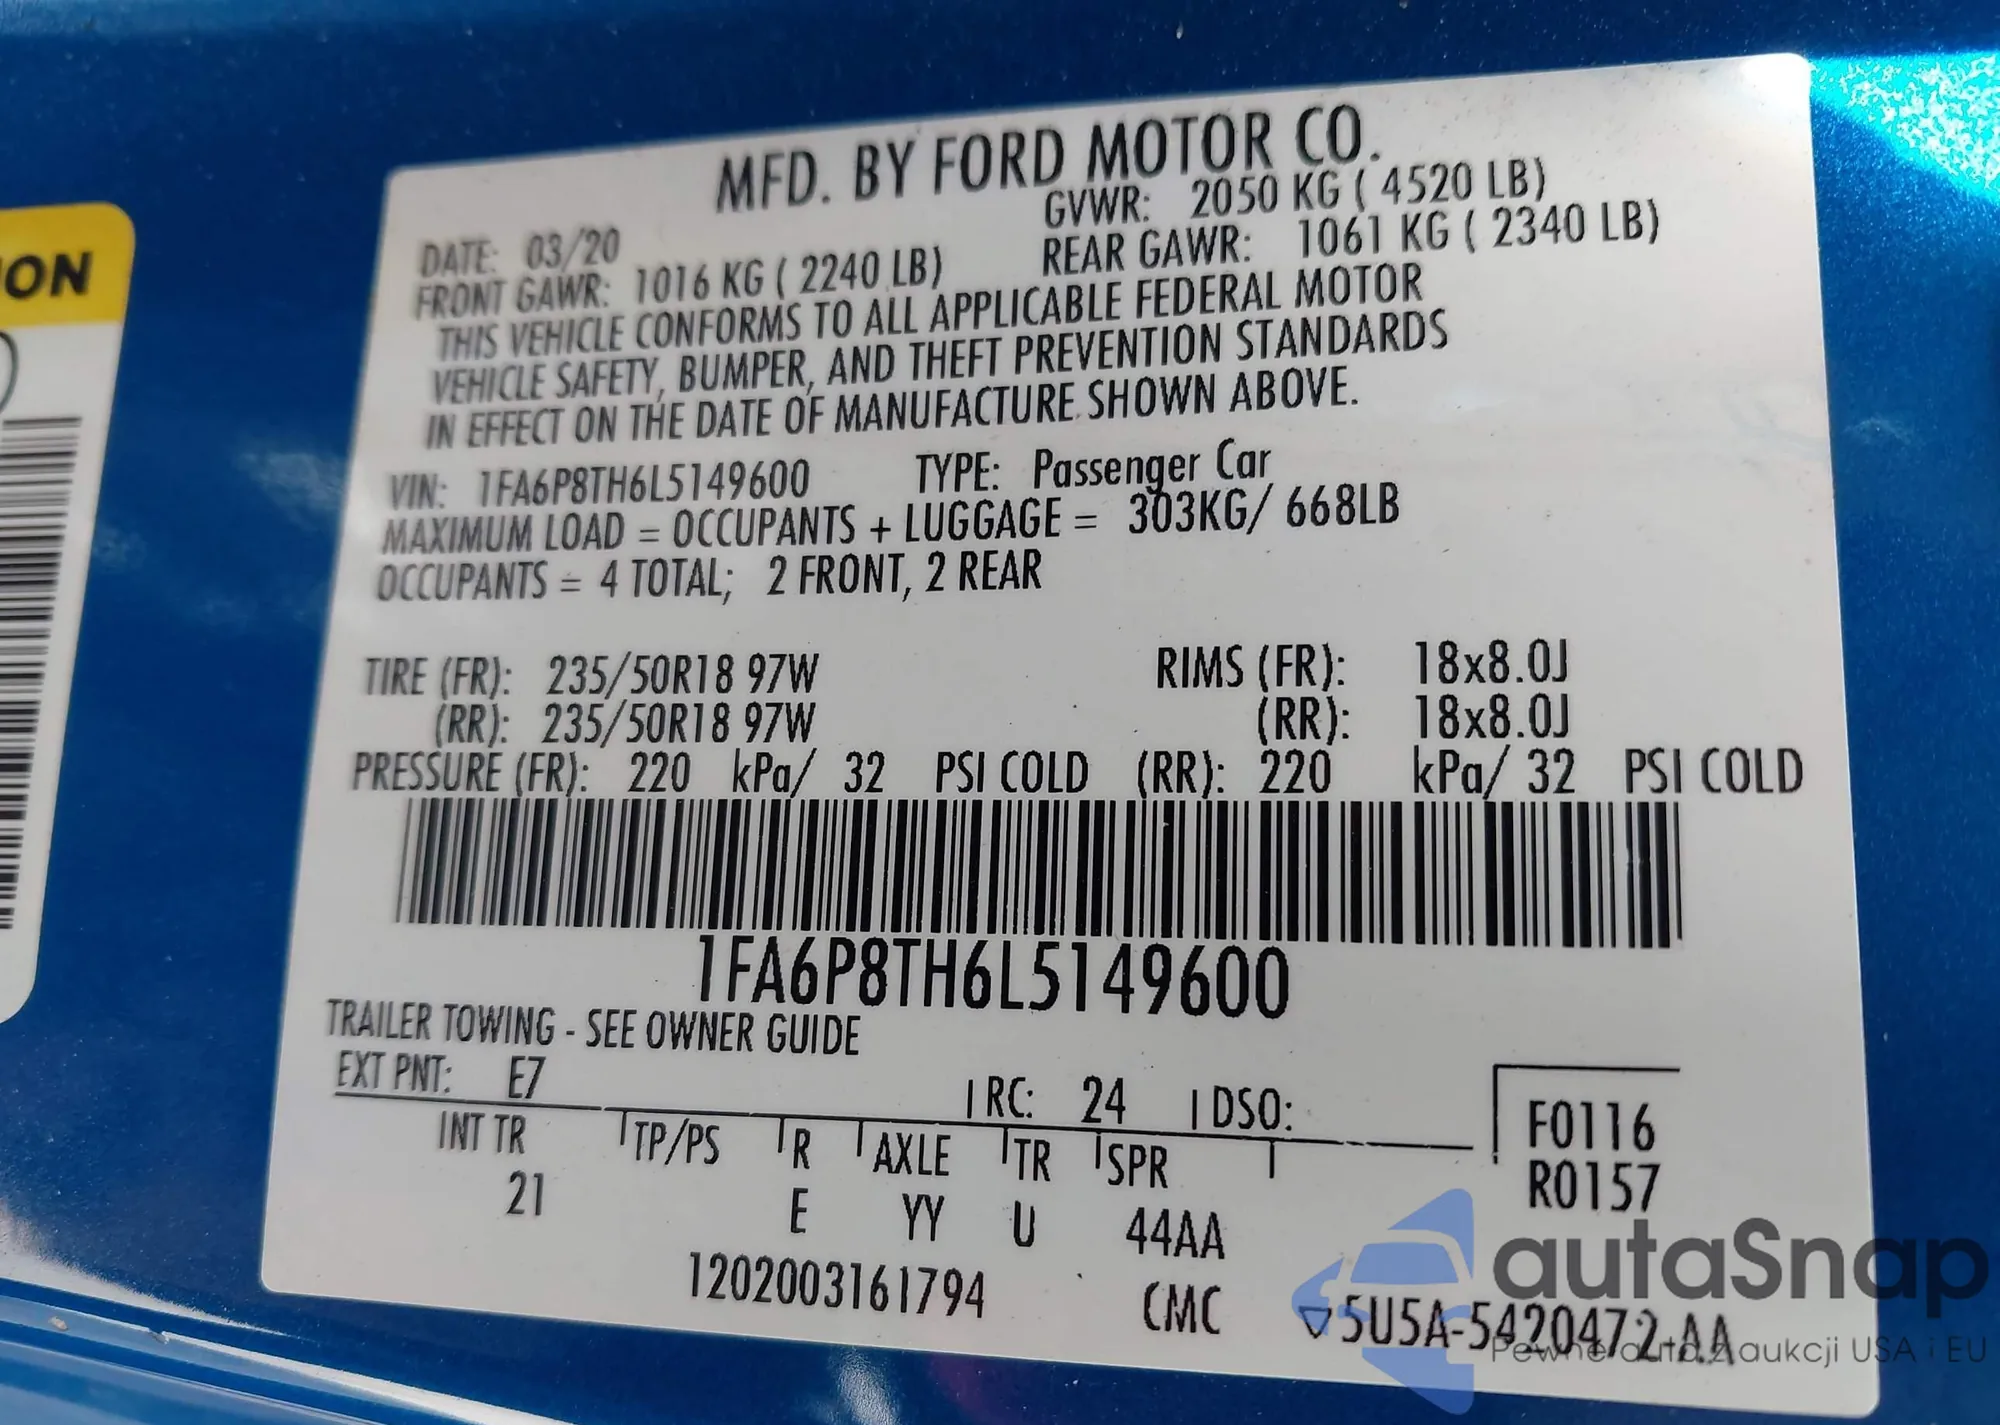 ION
MFD. BY FORD MOTOR CO.
DATE: 03/20 GVWR: 2050 KG ( 4520 LB)
FRONT GAWR: 1016 KG ( 2240 LB) REAR GAWR: 1061 KG ( 2340 LB)
THIS VEHICLE CONFORMS TO ALL APPLICABLE FEDERAL MOTOR
VEHICLE SAFETY, BUMPER, AND THEFT PREVENTION STANDARDS
IN EFFECT ON THE DATE OF MANUFACTURE SHOWN ABOVE.
VIN: 1FA6P8TH6L5149600 TYPE: Passenger Car
MAXIMUM LOAD = OCCUPANTS + LUGGAGE = 303KG/ 668LB
OCCUPANTS = 4 TOTAL; 2 FRONT, 2 REAR
TIRE (FR): 235/50R18 97W RIMS (FR): 18x8.0J
(RR): 235/50R18 97W (RR): 18x8.0J
PRESSURE (FR): 220 kPa/ 32 PSI COLD (RR): 220 kPa/ 32 PSI COLD
1FA6P8TH6L5149600
TRAILER TOWING - SEE OWNER GUIDE
EXT PNT: E7 RC: 24 DSO:
INT TR TP/PS R AXLE TR SPR
21 E YY U 44AA
F0116
R0157
1202003161794 CMC ▽5U5A-5420472-AA
autaSnap
Pewne auta z aukcji USA i EU